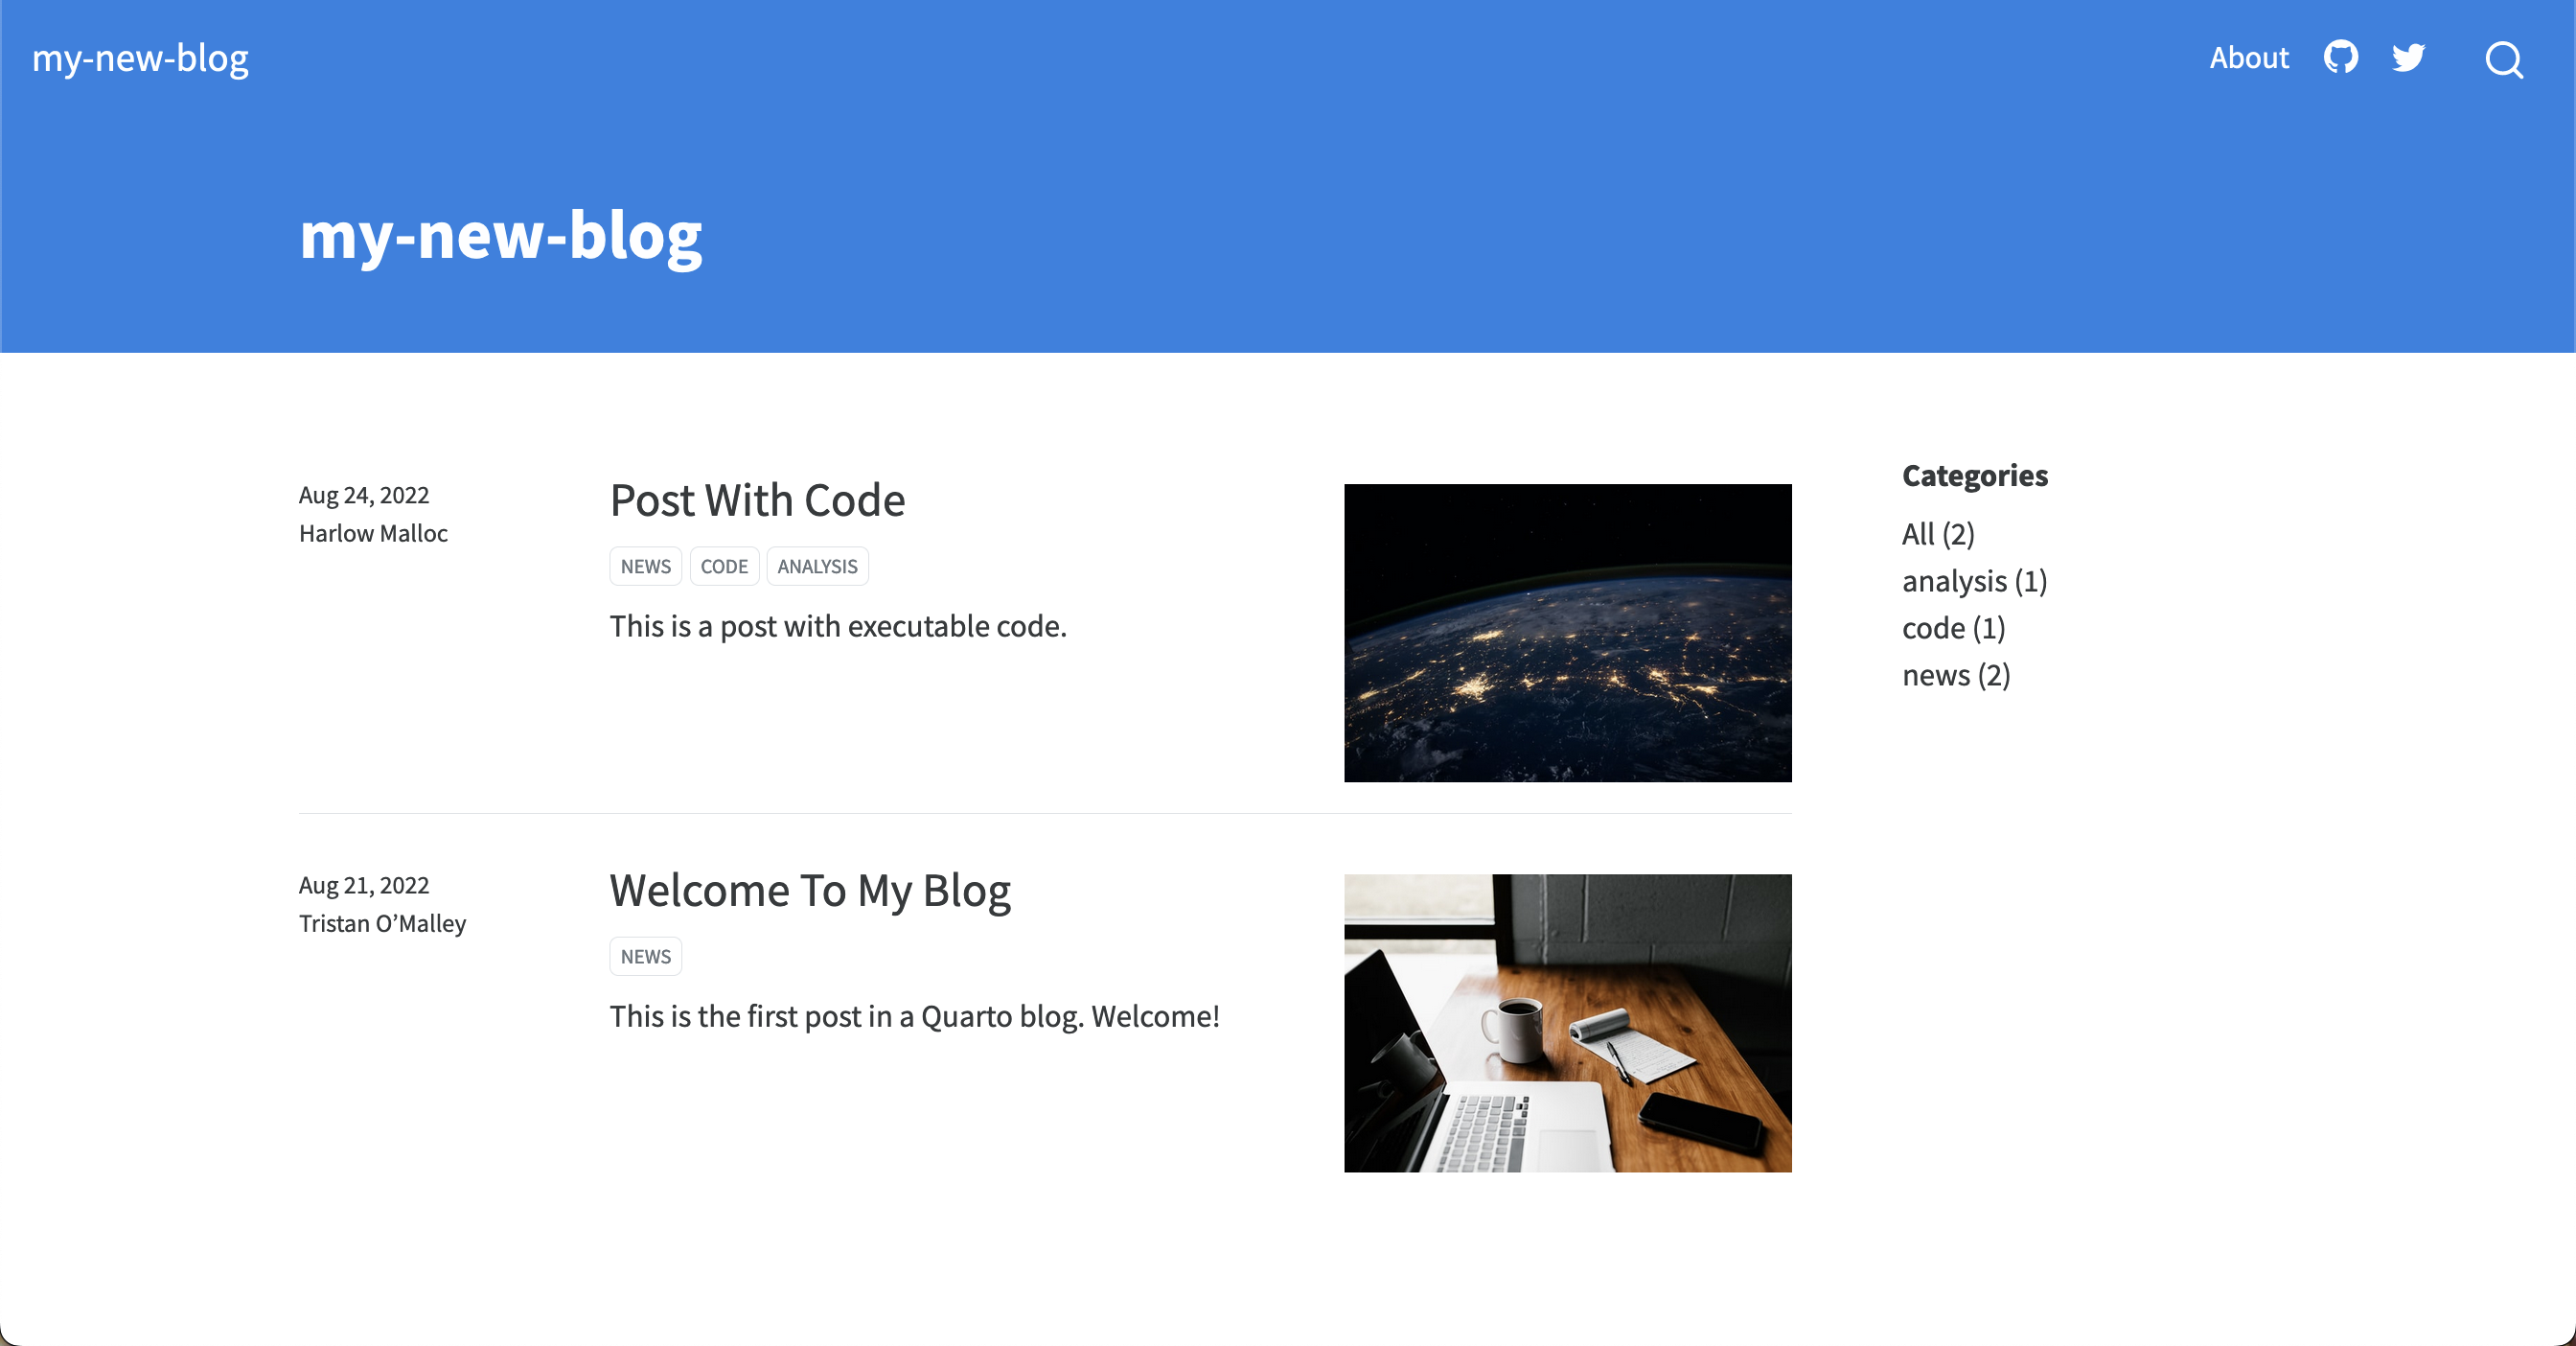 my-new-blog
About
my-new-blog
Aug 24, 2022
Harlow Malloc
Post With Code
NEWS CODE ANALYSIS
This is a post with executable code.
Categories
All (2)
analysis (1)
code (1)
news (2)
Aug 21, 2022
Tristan O’Malley
Welcome To My Blog
NEWS
This is the first post in a Quarto blog. Welcome!